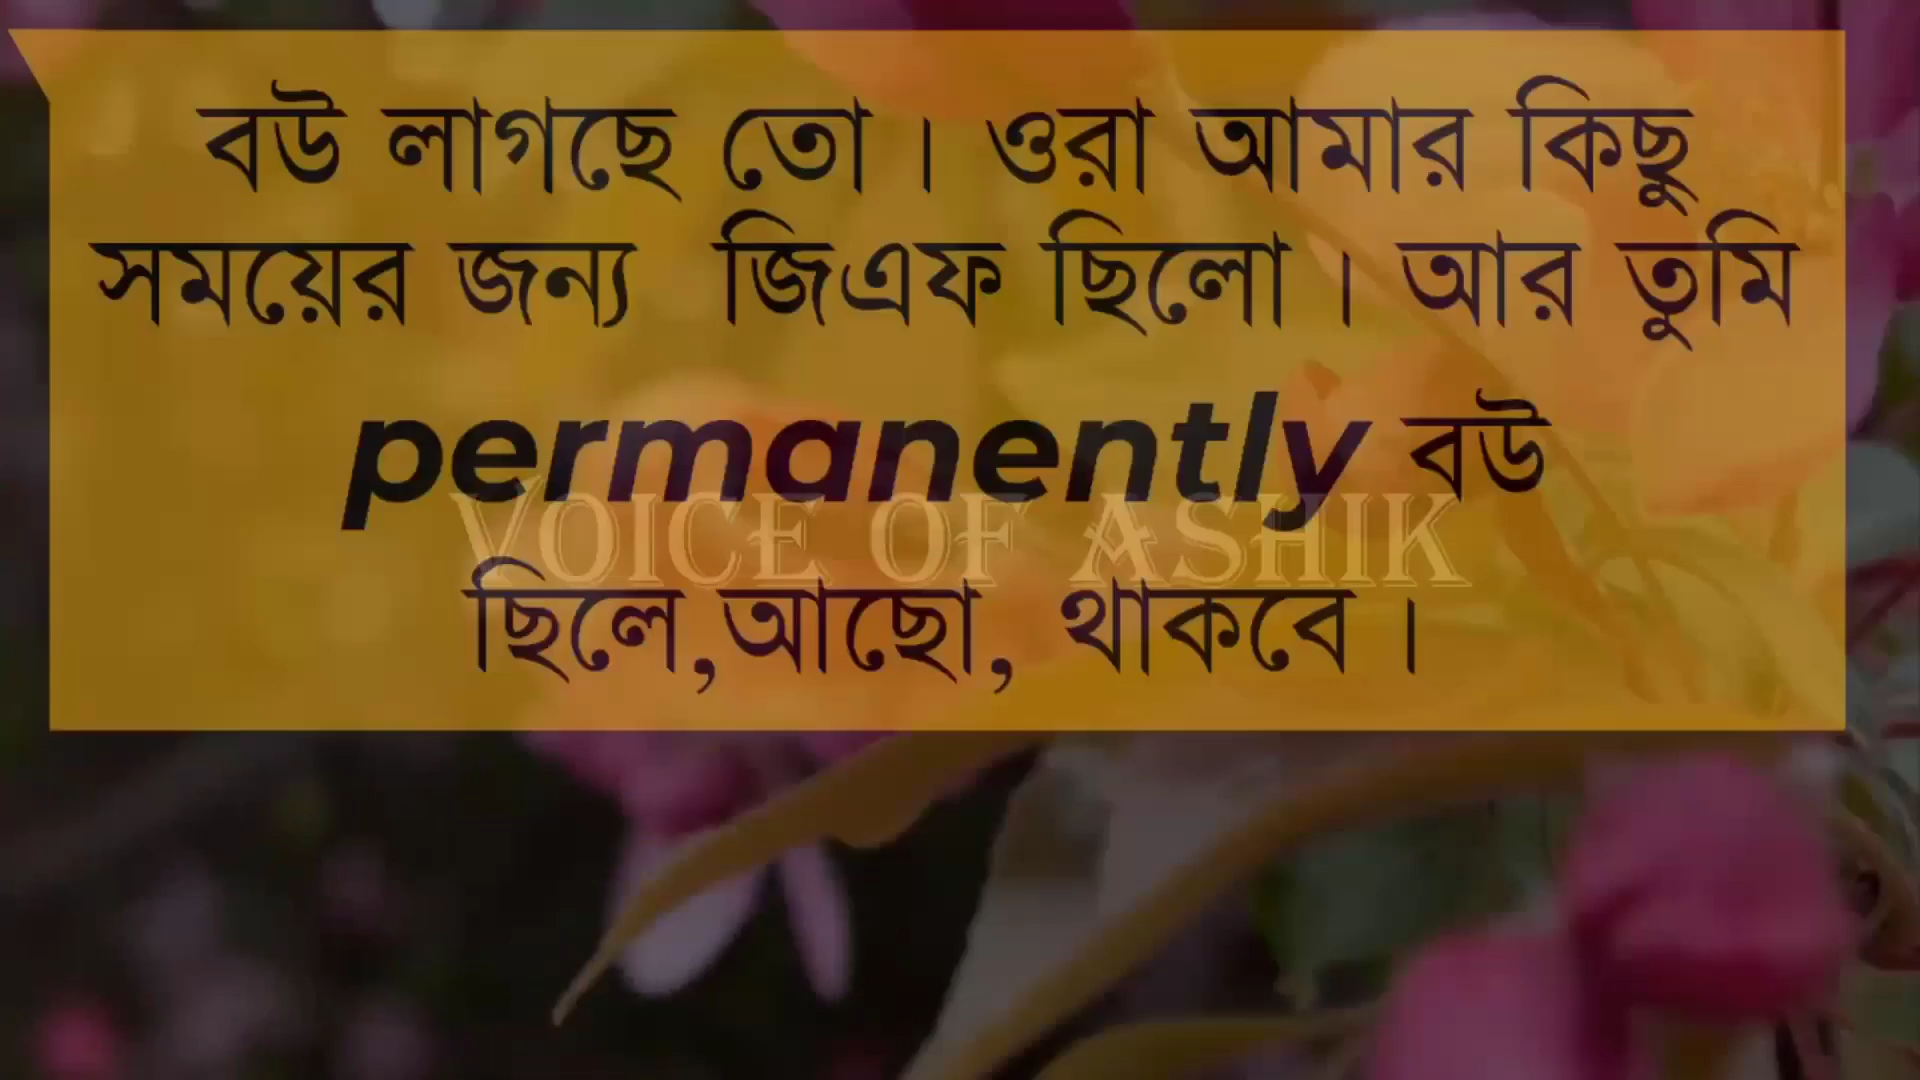 বউ লাগছে তো। ওরা আমার কিছু
সময়ের জন্য জিএফ ছিলো। আর তুমি
permanently বউ
VOICE OF ASHIK
ছিলে,আছো, থাকবে।